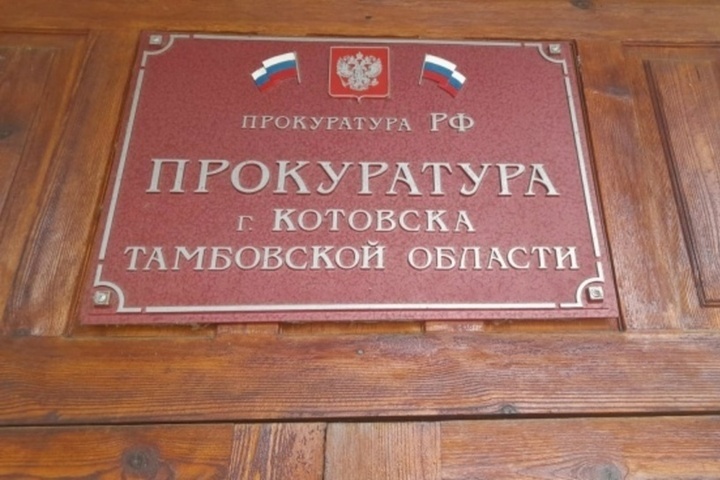 ПРОКУРАТУРА РФ
ПРОКУРАТУРА
г. КОТОВСКА
ТАМБОВСКОЙ ОБЛАСТИ